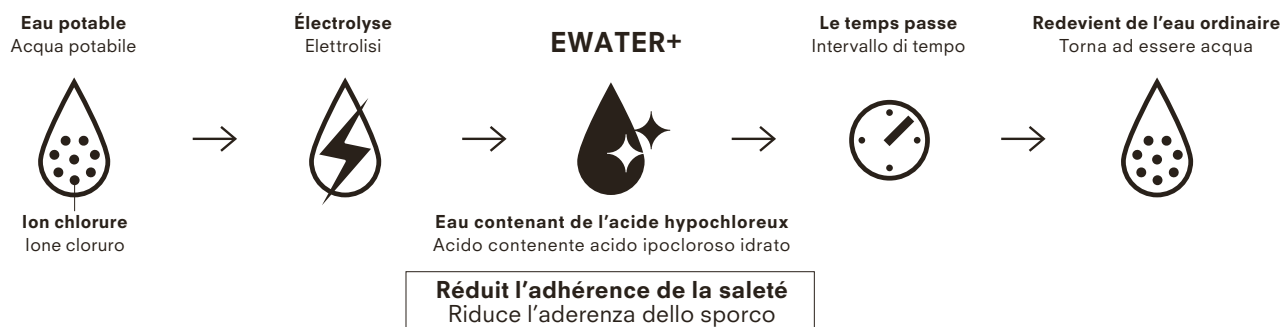 Eau potable
Acqua potabile
Électrolyse
Elettrolisi
EWATER+
Le temps passe
Intervallo di tempo
Redevient de l'eau ordinaire
Torna ad essere acqua
Ion chlorure
Ione cloruro
Eau contenant de l'acide hypochloreux
Acido contenente acido ipocloroso idrato
Réduit l'adhérence de la saleté
Riduce l'aderenza dello sporco